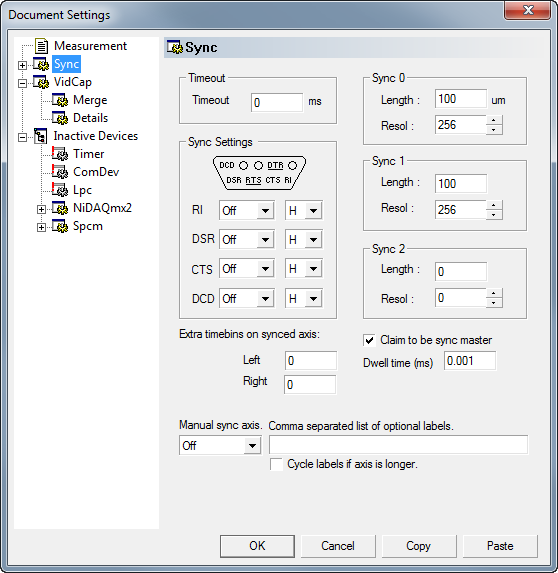 Document Settings
Measurement
Sync
VidCap
Merge
Details
Inactive Devices
Timer
ComDev
Lpc
NiDAQmx2
Spcm
Sync
Timeout
Timeout 0 ms
Sync Settings
DCD DTR
DSR RTS CTS RI
RI Off H
DSR Off H
CTS Off H
DCD Off H
Extra timebins on synced axis:
Left 0
Right 0
Sync 0
Length : 100 um
Resol : 256
Sync 1
Length : 100
Resol : 256
Sync 2
Length : 0
Resol : 0
Claim to be sync master
Dwell time (ms) 0.001
Manual sync axis. Comma separated list of optional labels.
Off
Cycle labels if axis is longer.
OK Cancel Copy Paste